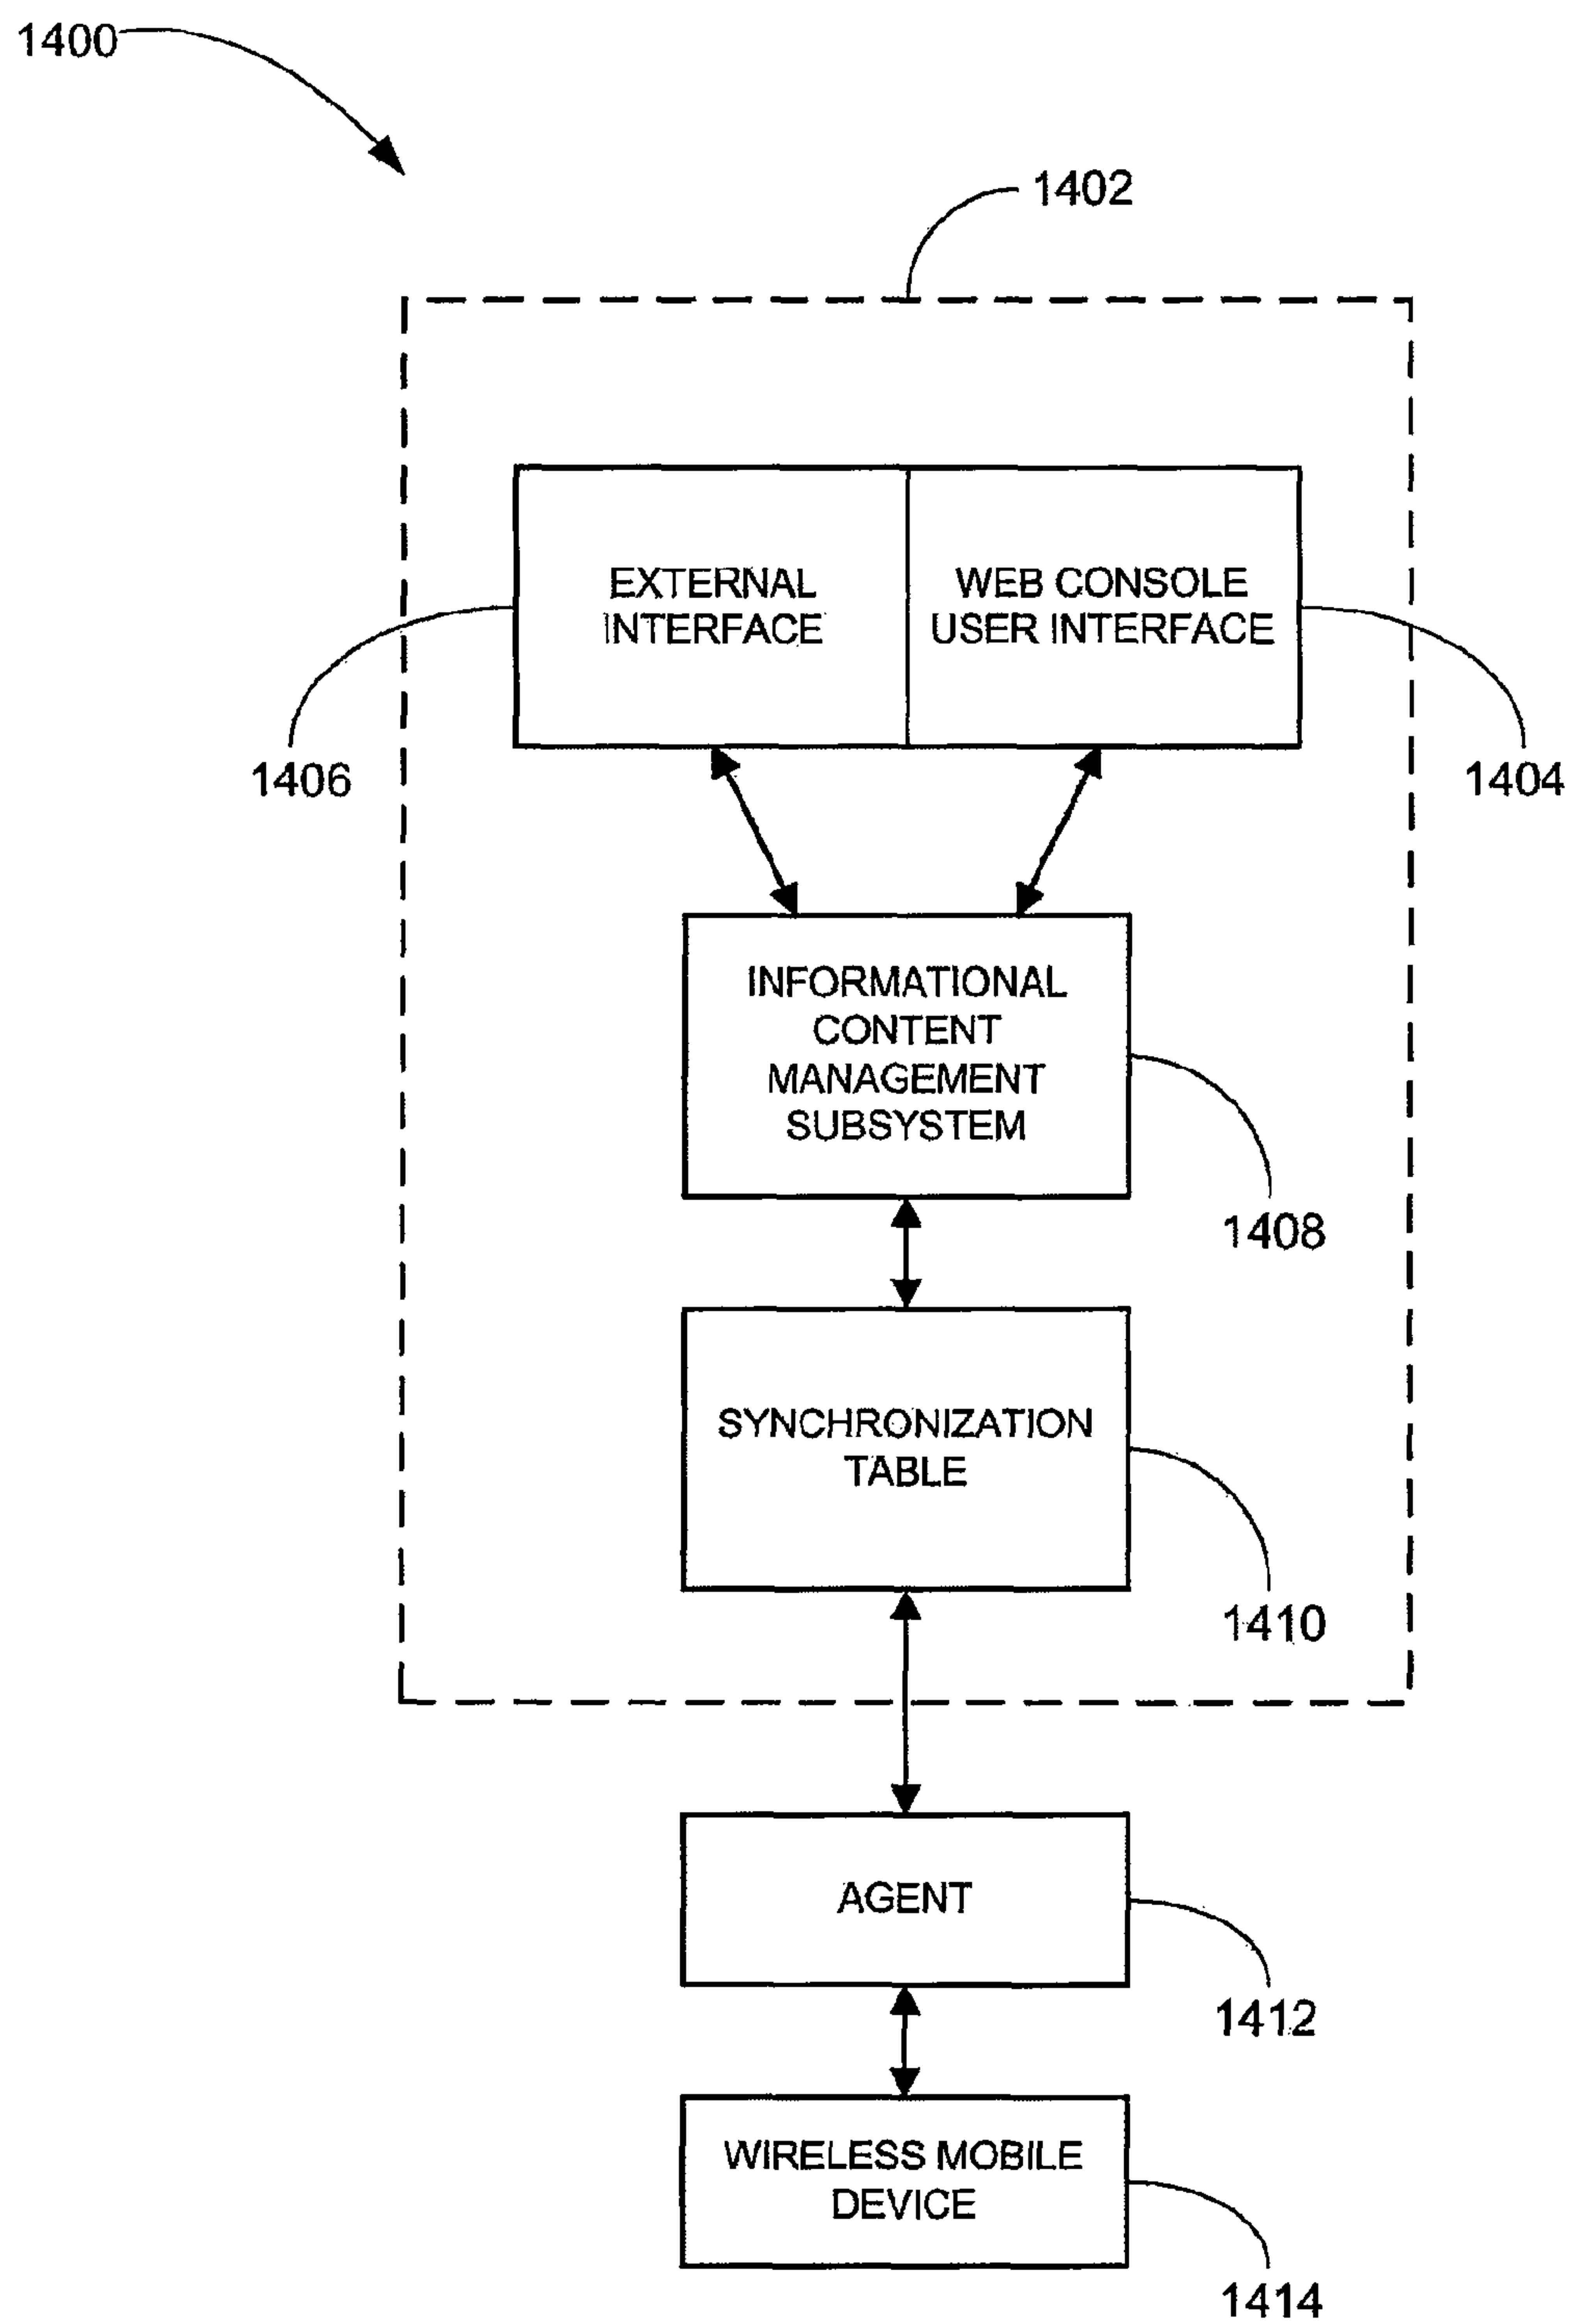 1400
1402
EXTERNAL
INTERFACE
WEB CONSOLE
USER INTERFACE
1406
1404
INFORMATIONAL
CONTENT
MANAGEMENT
SUBSYSTEM
1408
SYNCHRONIZATION
TABLE
1410
AGENT
1412
WIRELESS MOBILE
DEVICE
1414